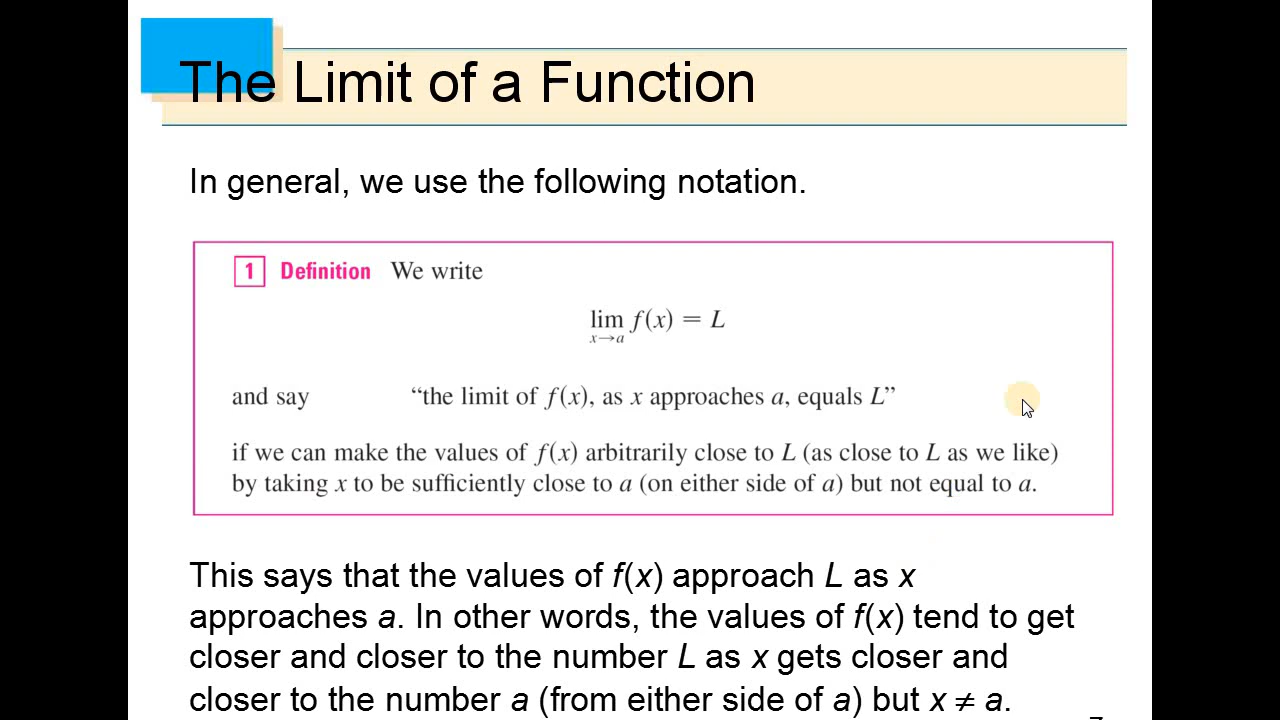 The Limit of a Function
In general, we use the following notation.
1 Definition We write
lim f(x) = L
x→a
and say "the limit of f(x), as x approaches a, equals L"
if we can make the values of f(x) arbitrarily close to L (as close to L as we like)
by taking x to be sufficiently close to a (on either side of a) but not equal to a.
This says that the values of f(x) approach L as x
approaches a. In other words, the values of f(x) tend to get
closer and closer to the number L as x gets closer and
closer to the number a (from either side of a) but x ≠ a.